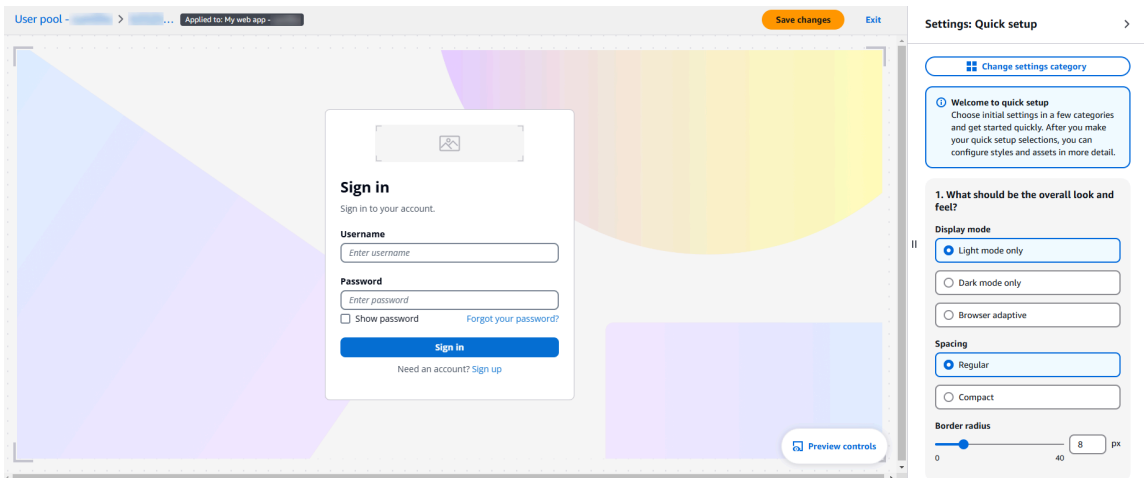 User pool - > ... Applied to: My web app -
Save changes
Exit
Sign in
Sign in to your account.
Username
Enter username
Password
Enter password
Show password
Forgot your password?
Sign in
Need an account? Sign up
Preview controls
Settings: Quick setup
Change settings category
Welcome to quick setup
Choose initial settings in a few categories
and get started quickly. After you make
your quick setup selections, you can
configure styles and assets in more detail.
1. What should be the overall look and
feel?
Display mode
Light mode only
Dark mode only
Browser adaptive
Spacing
Regular
Compact
Border radius
8 px
0 40